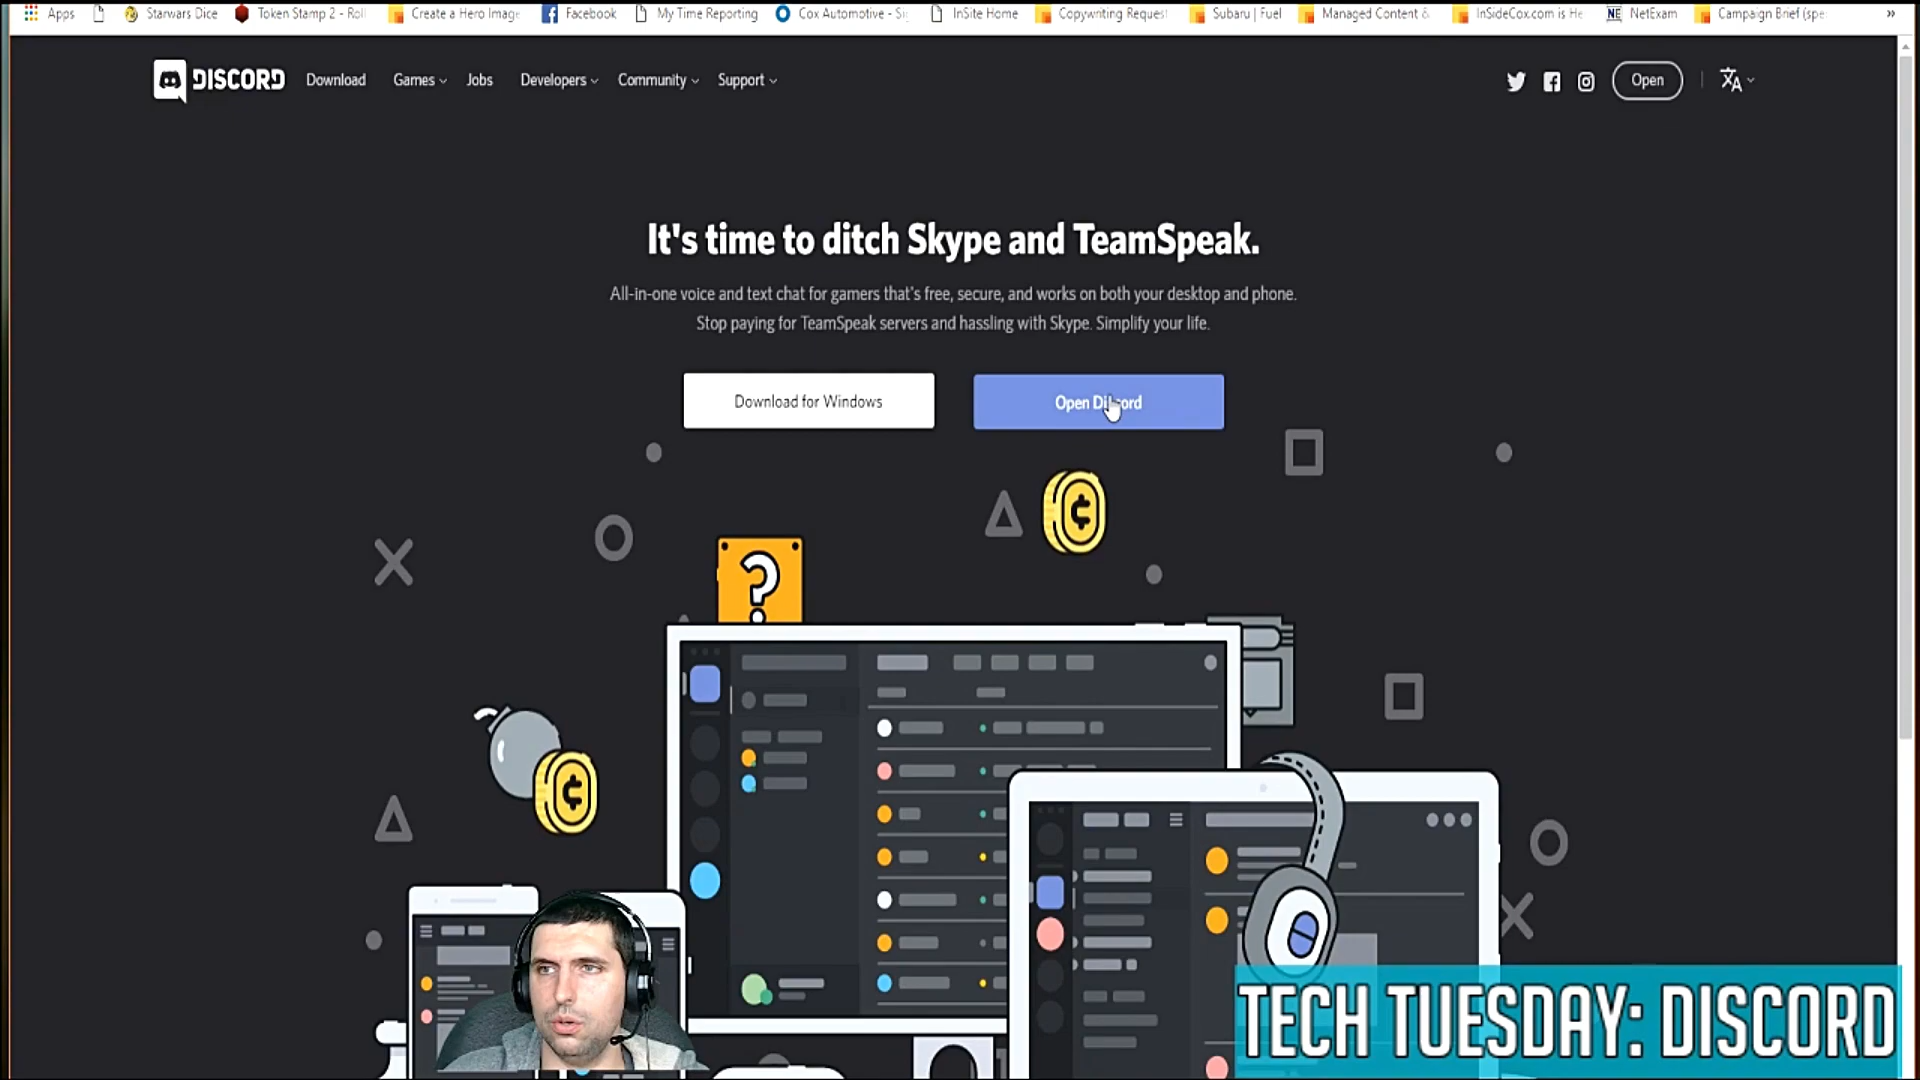 Apps
Starwars Dice
Token Stamp 2 - Roll
Create a Hero Image
Facebook
My Time Reporting
Cox Automotive - Si
InSite Home
Copywriting Request
Subaru | Fuel
Managed Content &
InSideCox.com is He
NE NetExam
Campaign Brief (spe
»
DISCORD
Download
Games
Jobs
Developers
Community
Support
Open
It's time to ditch Skype and TeamSpeak.
All-in-one voice and text chat for gamers that's free, secure, and works on both your desktop and phone.
Stop paying for TeamSpeak servers and hassling with Skype. Simplify your life.
Download for Windows
Open Discord
?
TECH TUESDAY: DISCORD